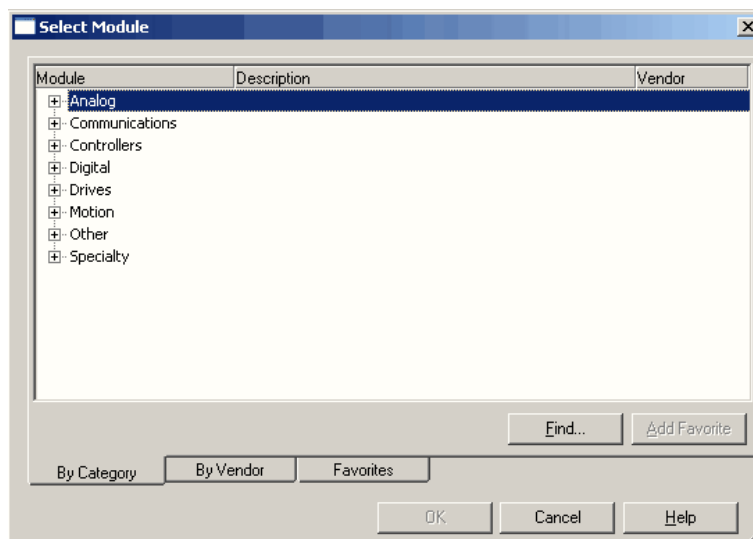 Select Module
Module Description Vendor
Analog
Communications
Controllers
Digital
Drives
Motion
Other
Specialty
Find... Add Favorite
By Category By Vendor Favorites
OK Cancel Help